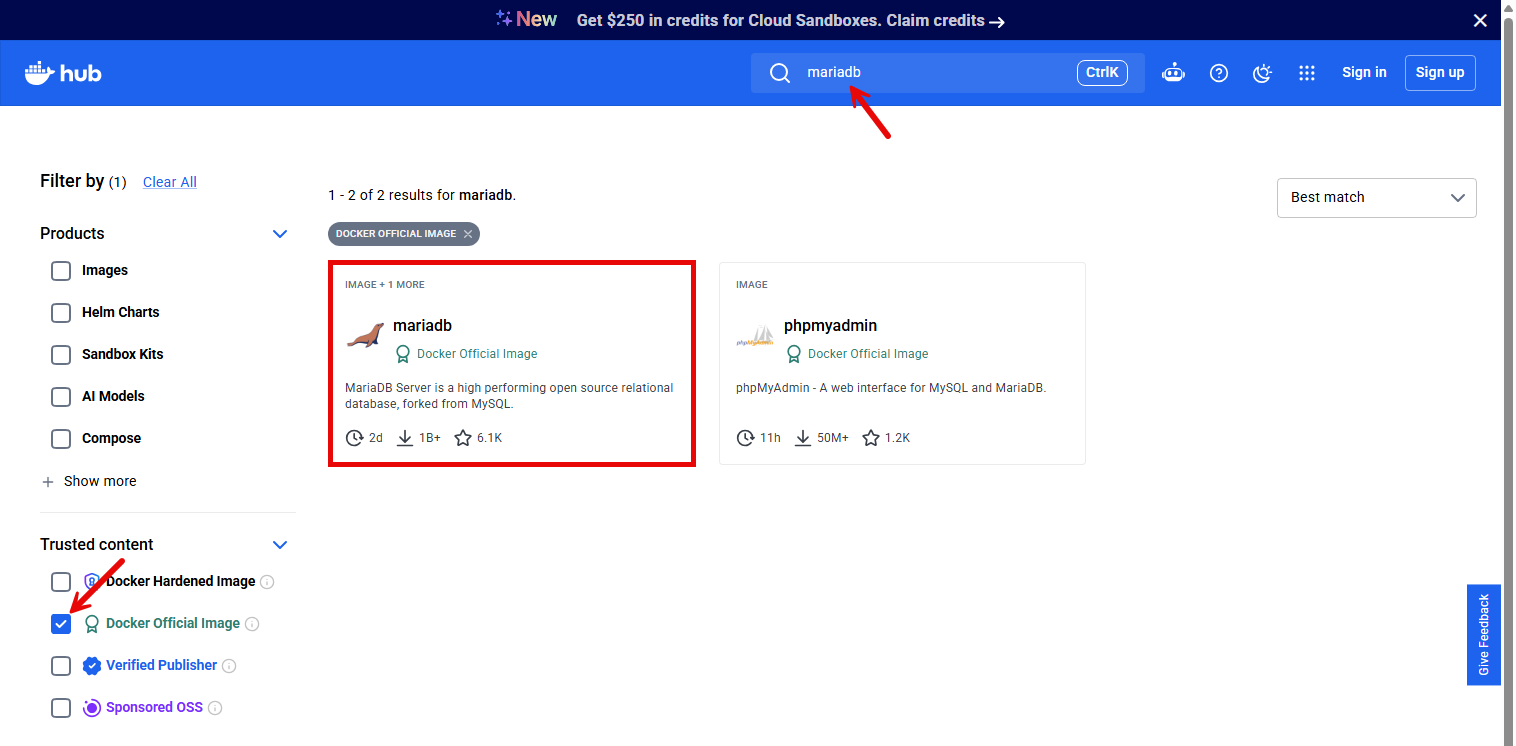 New Get $250 in credits for Cloud Sandboxes. Claim credits →
hub
mariadb
CtrlK
Sign in
Sign up
Filter by (1) Clear All
1 - 2 of 2 results for mariadb.
Best match
DOCKER OFFICIAL IMAGE
Products
Images
Helm Charts
Sandbox Kits
AI Models
Compose
Show more
IMAGE + 1 MORE
mariadb
Docker Official Image
MariaDB Server is a high performing open source relational
database, forked from MySQL.
2d 1B+ 6.1K
IMAGE
phpMyAdmin
phpmyadmin
Docker Official Image
phpMyAdmin - A web interface for MySQL and MariaDB.
11h 50M+ 1.2K
Trusted content
Docker Hardened Image
Docker Official Image
Verified Publisher
Sponsored OSS
Give Feedback